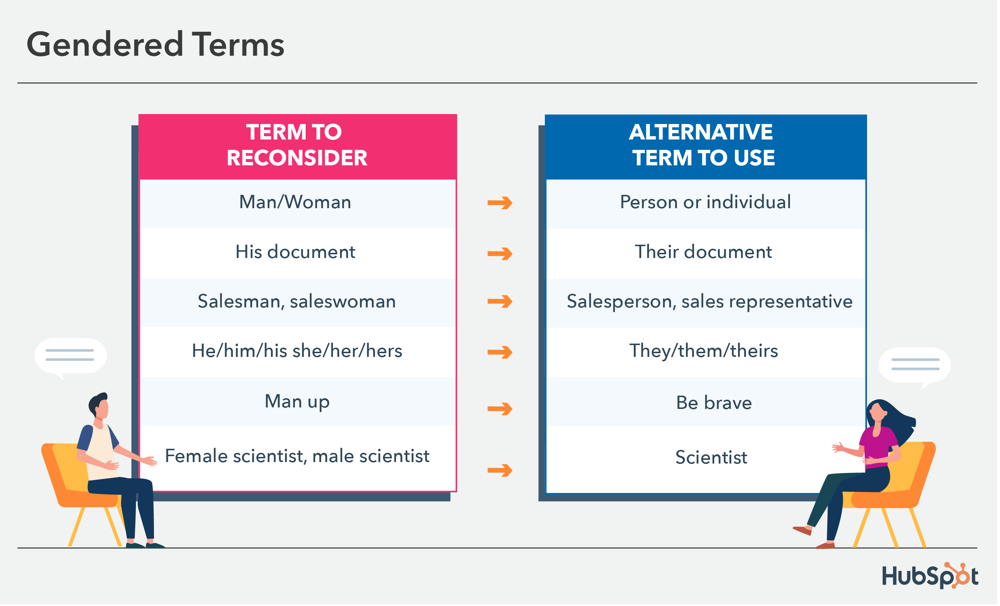 Gendered Terms
TERM TO
RECONSIDER
ALTERNATIVE
TERM TO USE
Man/Woman
Person or individual
His document
Their document
Salesman, saleswoman
Salesperson, sales representative
He/him/his she/her/hers
They/them/theirs
Man up
Be brave
Female scientist, male scientist
Scientist
HubSpot